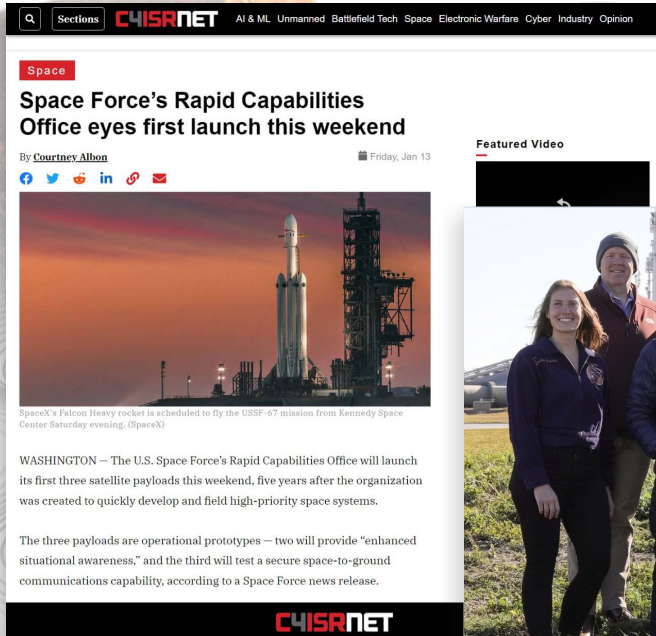 Sections
C4ISRNET
AI & ML Unmanned Battlefield Tech Space Electronic Warfare Cyber Industry Opinion
Space
Space Force's Rapid Capabilities
Office eyes first launch this weekend
By Courtney Albon
Friday, Jan 13
Featured Video
SpaceX's Falcon Heavy rocket is scheduled to fly the USSF-67 mission from Kennedy Space
Center Saturday evening. (SpaceX)
WASHINGTON — The U.S. Space Force's Rapid Capabilities Office will launch
its first three satellite payloads this weekend, five years after the organization
was created to quickly develop and field high-priority space systems.
The three payloads are operational prototypes — two will provide “enhanced
situational awareness,” and the third will test a secure space-to-ground
communications capability, according to a Space Force news release.
C4ISRNET